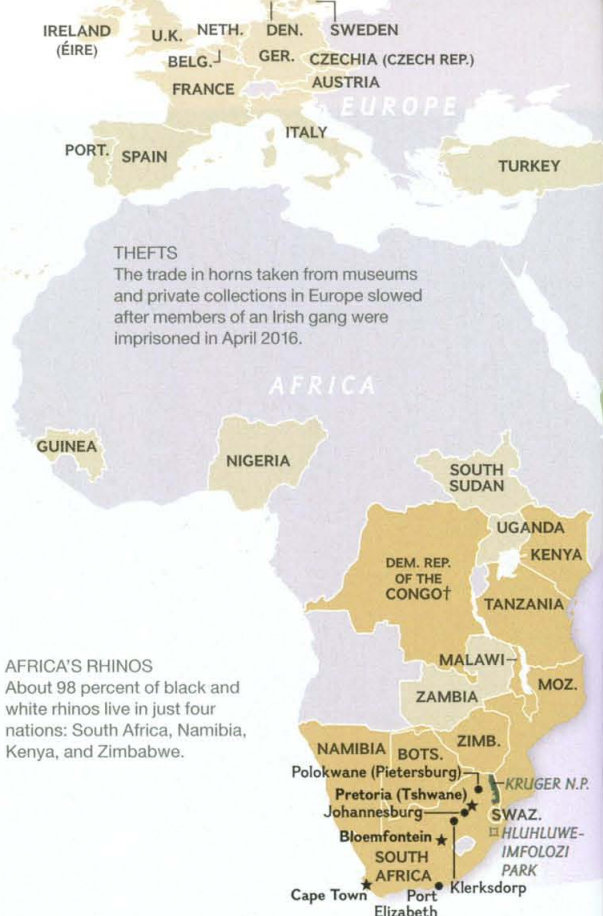 IRELAND
(ÉIRE)
U.K.
NETH.
DEN.
SWEDEN
BELG.
GER.
CZECHIA (CZECH REP.)
FRANCE
AUSTRIA
EUROPE
ITALY
PORT.
SPAIN
TURKEY
THEFTS
The trade in horns taken from museums
and private collections in Europe slowed
after members of an Irish gang were
imprisoned in April 2016.
AFRICA
GUINEA
NIGERIA
SOUTH
SUDAN
UGANDA
KENYA
DEM. REP.
OF THE
CONGO†
TANZANIA
MALAWI
ZAMBIA
MOZ.
AFRICA'S RHINOS
About 98 percent of black and
white rhinos live in just four
nations: South Africa, Namibia,
Kenya, and Zimbabwe.
NAMIBIA
BOTS.
ZIMB.
Polokwane (Pietersburg)
KRUGER N.P.
Pretoria (Tshwane)
Johannesburg
SWAZ.
Bloemfontein
HLUHLUWE-
IMFOLOZI
PARK
SOUTH
AFRICA
Klerksdorp
Cape Town
Port
Elizabeth